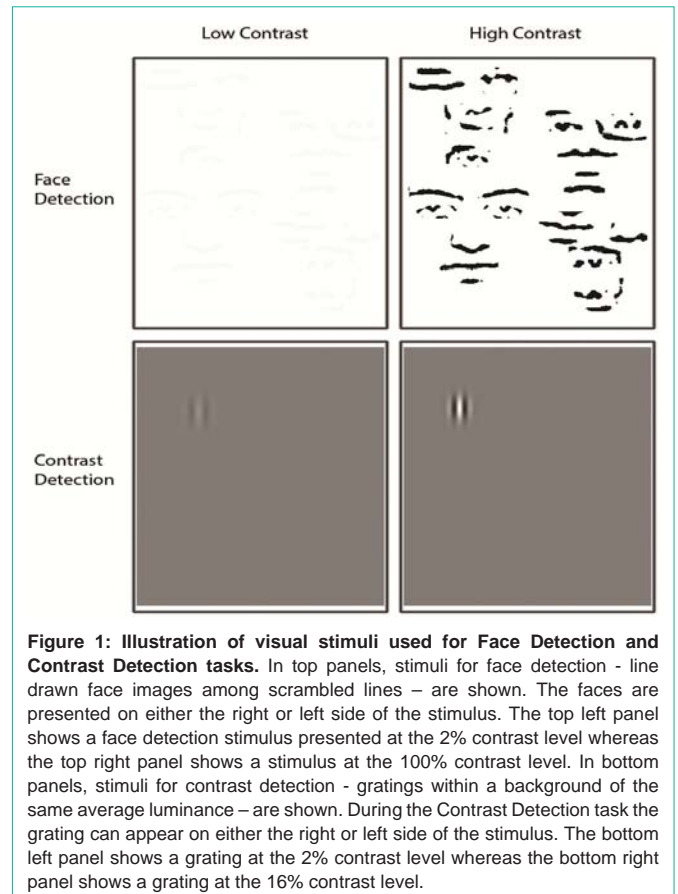 Low Contrast
High Contrast
Face
Detection
Contrast
Detection
Figure 1: Illustration of visual stimuli used for Face Detection and
Contrast Detection tasks. In top panels, stimuli for face detection - line
drawn face images among scrambled lines – are shown. The faces are
presented on either the right or left side of the stimulus. The top left panel
shows a face detection stimulus presented at the 2% contrast level whereas
the top right panel shows a stimulus at the 100% contrast level. In bottom
panels, stimuli for contrast detection - gratings within a background of the
same average luminance – are shown. During the Contrast Detection task the
grating can appear on either the right or left side of the stimulus. The bottom
left panel shows a grating at the 2% contrast level whereas the bottom right
panel shows a grating at the 16% contrast level.